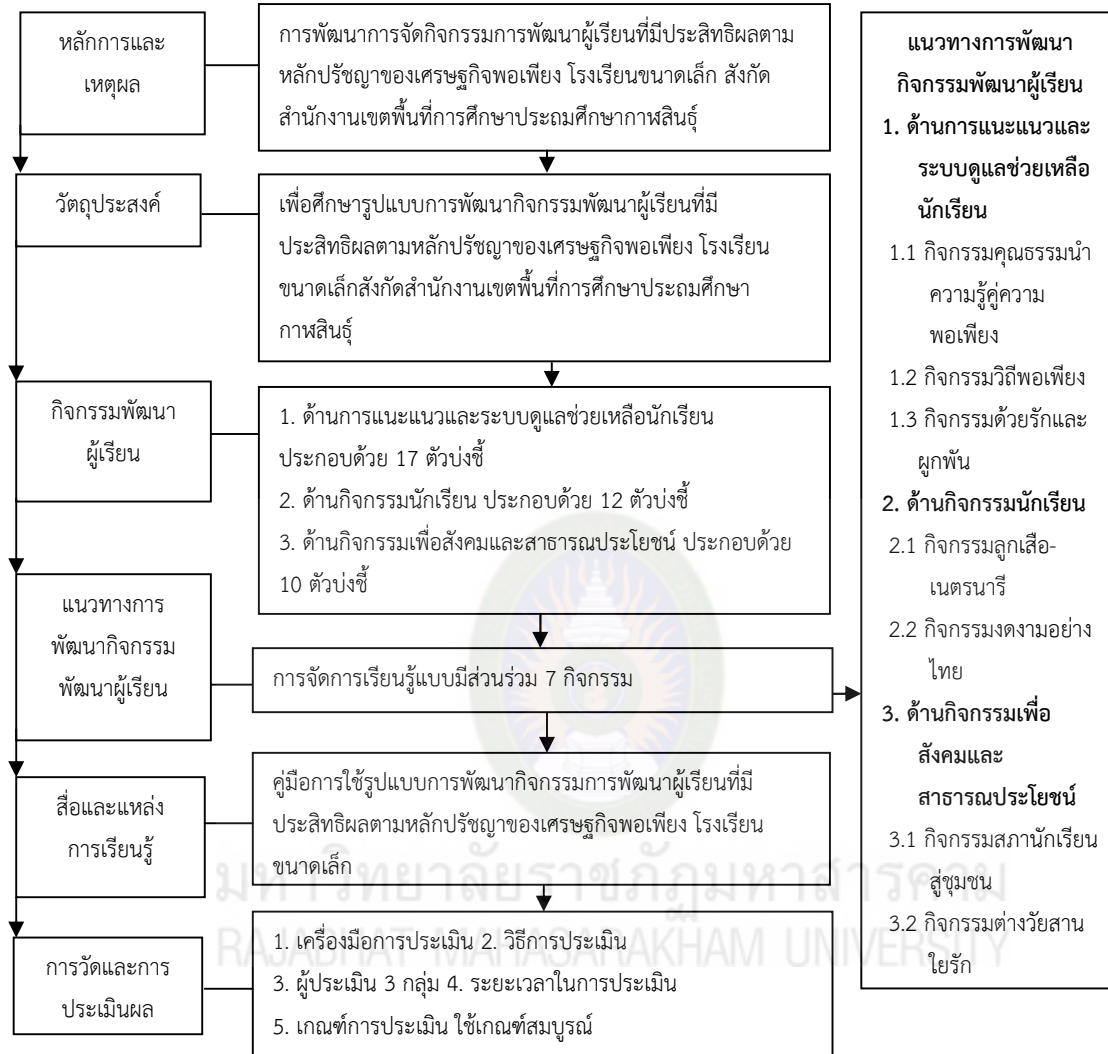 หลักการและ
เหตุผล
การพัฒนาการจัดกิจกรรมการพัฒนาผู้เรียนที่มีประสิทธิผลตาม
หลักปรัชญาของเศรษฐกิจพอเพียง โรงเรียนขนาดเล็ก สังกัด
สำนักงานเขตพื้นที่การศึกษาประถมศึกษากาฬสินธุ์
วัตถุประสงค์
เพื่อศึกษารูปแบบการพัฒนากิจกรรมพัฒนาผู้เรียนที่มี
ประสิทธิผลตามหลักปรัชญาของเศรษฐกิจพอเพียง โรงเรียน
ขนาดเล็กสังกัดสำนักงานเขตพื้นที่การศึกษาประถมศึกษา
กาฬสินธุ์
กิจกรรมพัฒนา
ผู้เรียน
1. ด้านการแนะแนวและระบบดูแลช่วยเหลือนักเรียน
ประกอบด้วย 17 ตัวบ่งชี้
2. ด้านกิจกรรมนักเรียน ประกอบด้วย 12 ตัวบ่งชี้
3. ด้านกิจกรรมเพื่อสังคมและสาธารณประโยชน์ ประกอบด้วย
10 ตัวบ่งชี้
แนวทางการ
พัฒนากิจกรรม
พัฒนาผู้เรียน
การจัดการเรียนรู้แบบมีส่วนร่วม 7 กิจกรรม
สื่อและแหล่ง
การเรียนรู้
คู่มือการใช้รูปแบบการพัฒนากิจกรรมการพัฒนาผู้เรียนที่มี
ประสิทธิผลตามหลักปรัชญาของเศรษฐกิจพอเพียง โรงเรียน
ขนาดเล็ก
การวัดและการ
ประเมินผล
1. เครื่องมือการประเมิน 2. วิธีการประเมิน
3. ผู้ประเมิน 3 กลุ่ม 4. ระยะเวลาในการประเมิน
5. เกณฑ์การประเมิน ใช้เกณฑ์สมบูรณ์
แนวทางการพัฒนา
กิจกรรมพัฒนาผู้เรียน
1. ด้านการแนะแนวและ
ระบบดูแลช่วยเหลือ
นักเรียน
1.1 กิจกรรมคุณธรรมนำ
ความรู้คู่ความ
พอเพียง
1.2 กิจกรรมวิถีพอเพียง
1.3 กิจกรรมด้วยรักและ
ผูกพัน
2. ด้านกิจกรรมนักเรียน
2.1 กิจกรรมลูกเสือ-
เนตรนารี
2.2 กิจกรรมงดงามอย่าง
ไทย
3. ด้านกิจกรรมเพื่อ
สังคมและ
สาธารณประโยชน์
3.1 กิจกรรมสภานักเรียน
สู่ชุมชน
3.2 กิจกรรมต่างวัยสาน
ใยรัก
มหาวิทยาลัยราชภัฏมหาสารคาม
RAJABHAT MAHASARAKHAM UNIVERSITY